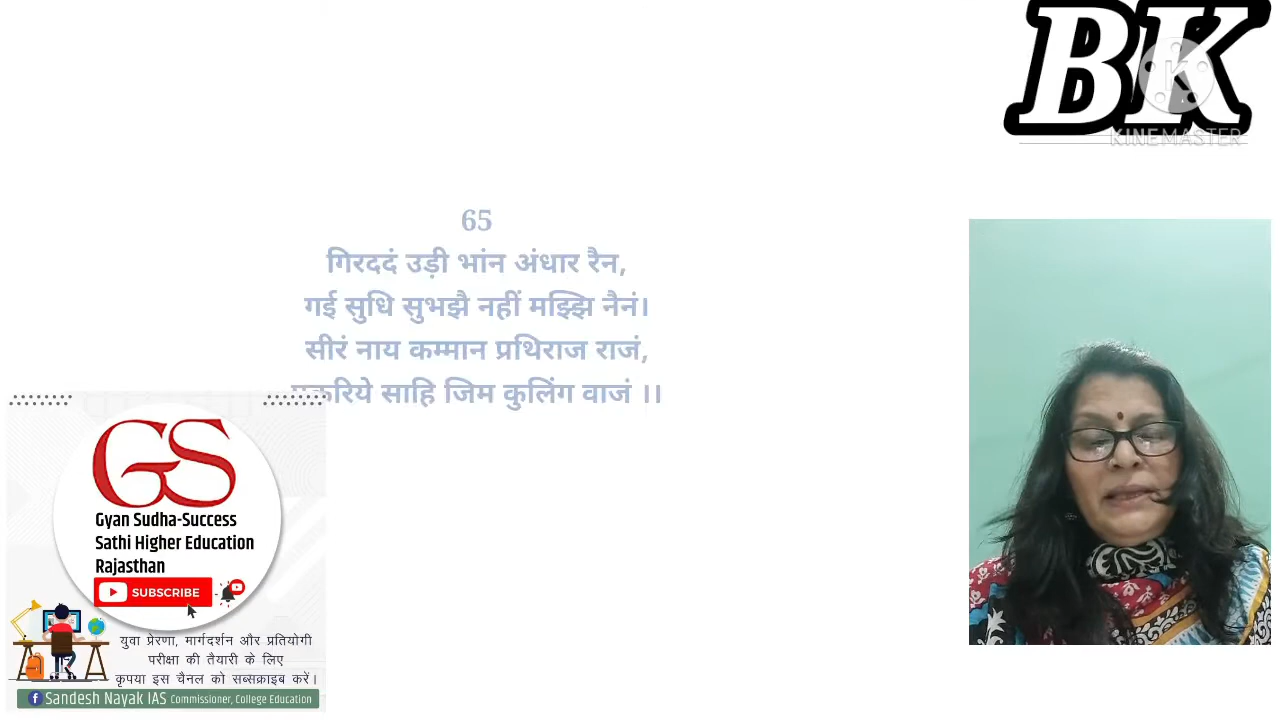 BK
KINEMASTER
65
गिरददं उड़ी भांन अंधार रैन,
गई सुधि सुभझै नहीं मझ्झि नैनं।
सीरं नाय कम्मान प्रथिराज राजं,
साहि जिम कुलिंग वाजं ।।
GS
Gyan Sudha-Success
Sathi Higher Education
Rajasthan
SUBSCRIBE
युवा प्रेरणा, मार्गदर्शन और प्रतियोगी
परीक्षा की तैयारी के लिए
कृपया इस चैनल को सब्सक्राइब करें।
f Sandesh Nayak IAS Commissioner, College Education